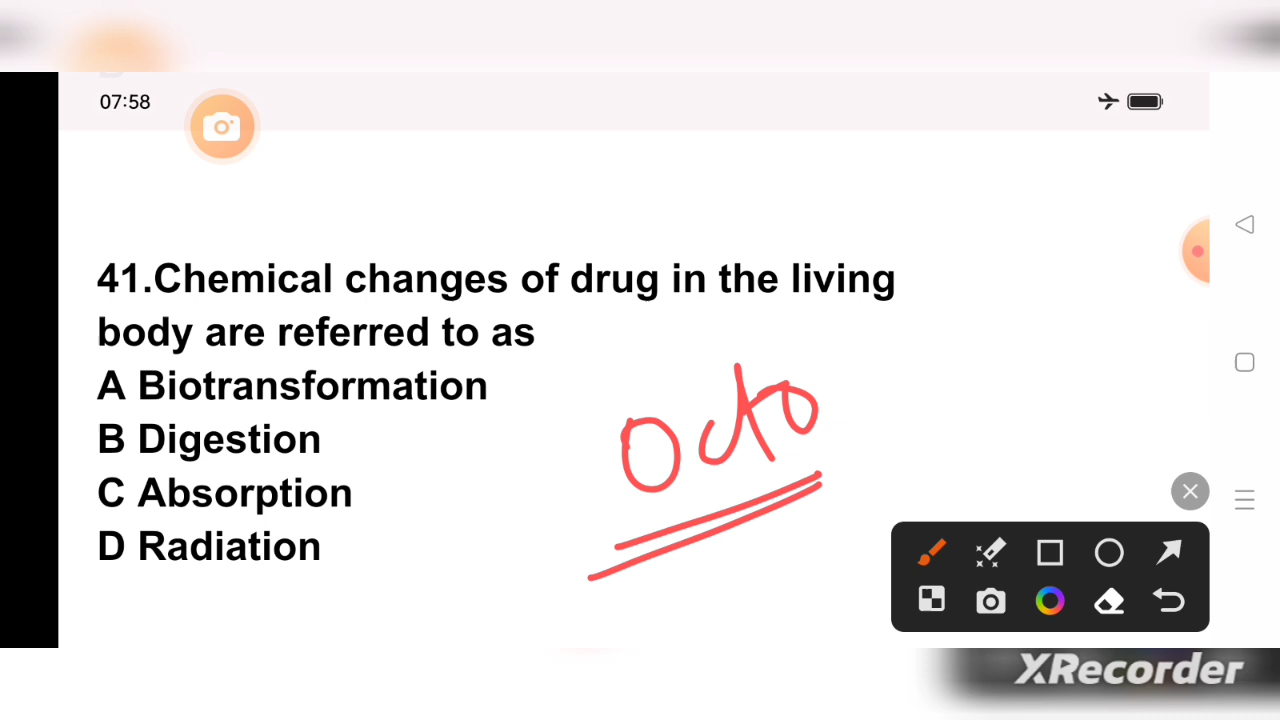 07:58
41.Chemical changes of drug in the living
body are referred to as
A Biotransformation
B Digestion
C Absorption
D Radiation
Octo
XRecorder